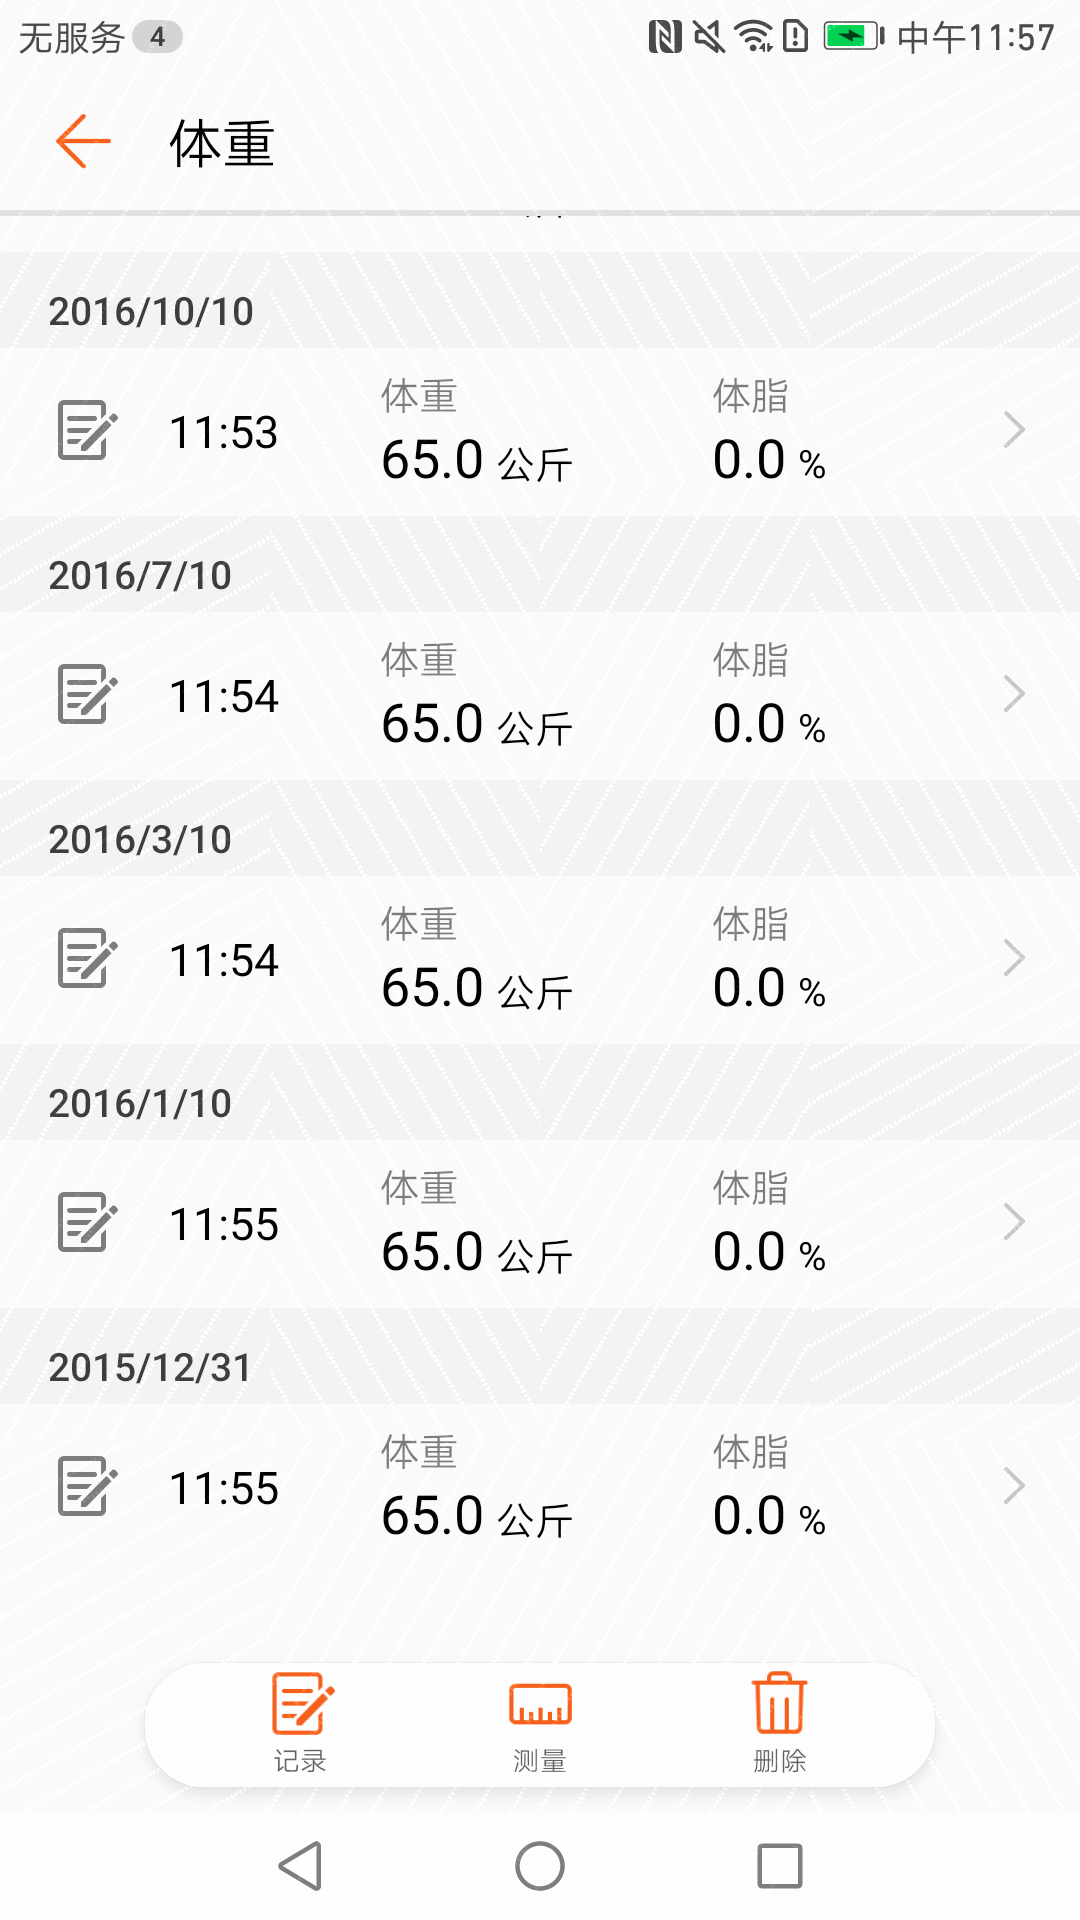 无服务 4 中午11:57
体重
2016/10/10
体重 体脂
11:53 65.0 公斤 0.0 %
2016/7/10
体重 体脂
11:54 65.0 公斤 0.0 %
2016/3/10
体重 体脂
11:54 65.0 公斤 0.0 %
2016/1/10
体重 体脂
11:55 65.0 公斤 0.0 %
2015/12/31
体重 体脂
11:55 65.0 公斤 0.0 %
记录 测量 删除